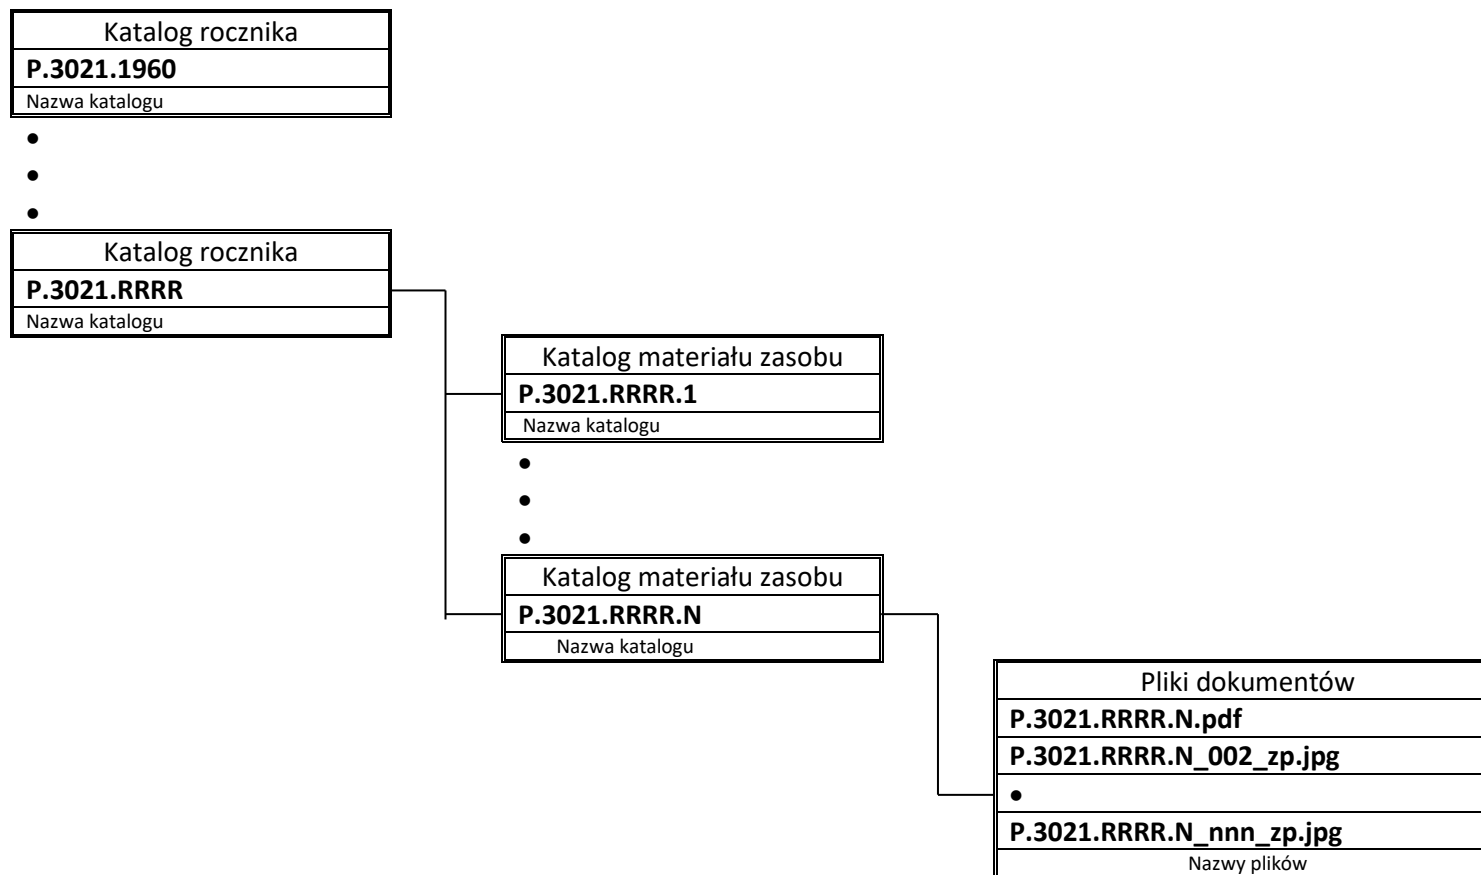 Katalog rocznika
P.3021.1960
Nazwa katalogu
•
•
•
Katalog rocznika
P.3021.RRRR
Nazwa katalogu
Katalog materiału zasobu
P.3021.RRRR.1
Nazwa katalogu
•
•
•
Katalog materiału zasobu
P.3021.RRRR.N
Nazwa katalogu
Pliki dokumentów
P.3021.RRRR.N.pdf
P.3021.RRRR.N_002_zp.jpg
•
P.3021.RRRR.N_nnn_zp.jpg
Nazwy plików